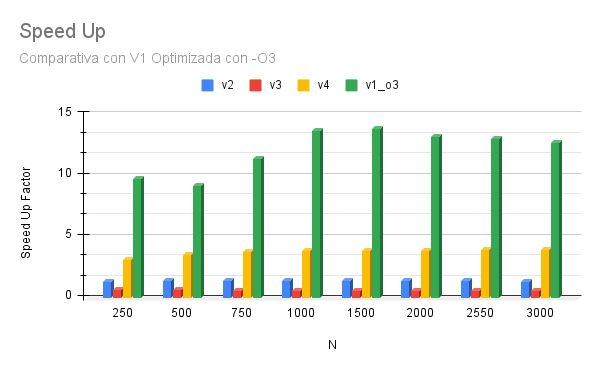 Speed Up
Comparativa con V1 Optimizada con -O3
v2 v3 v4 v1_o3
15
10
5
0
Speed Up Factor
250 500 750 1000 1500 2000 2550 3000
N